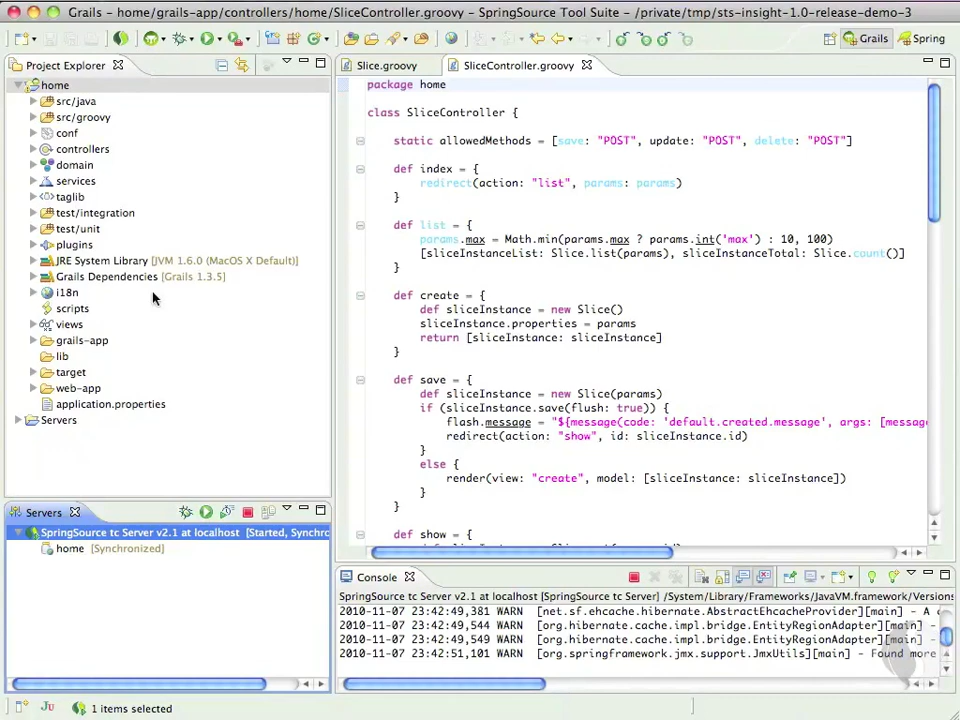 Grails - home/grails-app/controllers/home/SliceController.groovy - SpringSource Tool Suite - /private/tmp/sts-insight-1.0-release-demo-3
Grails
Spring
Project Explorer
home
src/java
src/groovy
conf
controllers
domain
services
taglib
test/integration
test/unit
plugins
JRE System Library [JVM 1.6.0 (MacOS X Default)]
Grails Dependencies [Grails 1.3.5]
i18n
scripts
views
grails-app
lib
target
web-app
application.properties
Servers
Slice.groovy
SliceController.groovy
package home
class SliceController {
static allowedMethods = [save: "POST", update: "POST", delete: "POST"]
def index = {
redirect(action: "list", params: params)
}
def list = {
params.max = Math.min(params.max ? params.int('max') : 10, 100)
[sliceInstanceList: Slice.list(params), sliceInstanceTotal: Slice.count()]
}
def create = {
def sliceInstance = new Slice()
sliceInstance.properties = params
return [sliceInstance: sliceInstance]
}
def save = {
def sliceInstance = new Slice(params)
if (sliceInstance.save(flush: true)) {
flash.message = "${message(code: 'default.created.message', args: [message
redirect(action: "show", id: sliceInstance.id)
}
else {
render(view: "create", model: [sliceInstance: sliceInstance])
}
}
def show = {
Servers
SpringSource tc Server v2.1 at localhost [Started, Synchro
home [Synchronized]
Console
SpringSource tc Server v2.1 at localhost [SpringSource tc Server] /System/Library/Frameworks/JavaVM.framework/Versions
2010-11-07 23:42:49,381 WARN [net.sf.ehcache.hibernate.AbstractEhcacheProvider][main] - A c
2010-11-07 23:42:49,544 WARN [org.hibernate.cache.impl.bridge.EntityRegionAdapter][main] -
2010-11-07 23:42:49,549 WARN [org.hibernate.cache.impl.bridge.EntityRegionAdapter][main] -
2010-11-07 23:42:51,101 WARN [org.springframework.jmx.support.JmxUtils][main] - Found more
Ju
1 items selected